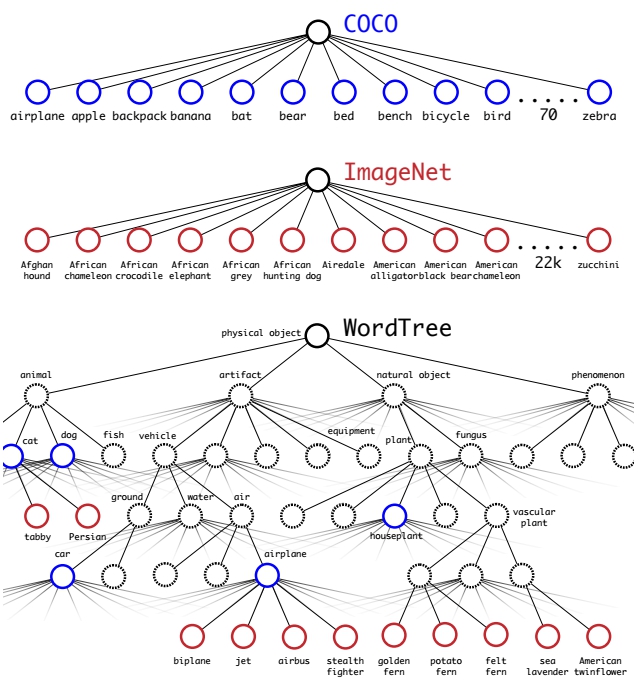 COCO
airplane apple backpack banana bat bear bed bench bicycle bird ..... 70 zebra
ImageNet
Afghan hound
African chameleon
African crocodile
African elephant
African grey
African hunting dog
Airedale
American alligator
American black bear
American chameleon
..... 22k
zucchini
WordTree
physical object
animal
artifact
natural object
phenomenon
cat
dog
fish
vehicle
equipment
plant
fungus
ground
water
air
tabby
Persian
houseplant
vascular
plant
car
airplane
biplane
jet
airbus
stealth
fighter
golden
fern
potato
fern
felt
fern
sea
lavender
American
twinflower